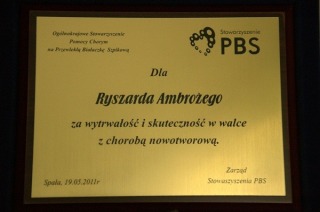 Ogólnokrajowe Stowarzyszenie
Pomocy Chorym
na Przewlekłą Białaczkę Szpikową
Stowarzyszenie
PBS
Dla
Ryszarda Ambrożego
za wytrwałość i skuteczność w walce
z chorobą nowotworową.
Spała, 19.05.2011r
Zarząd
Stowarzyszenia PBS